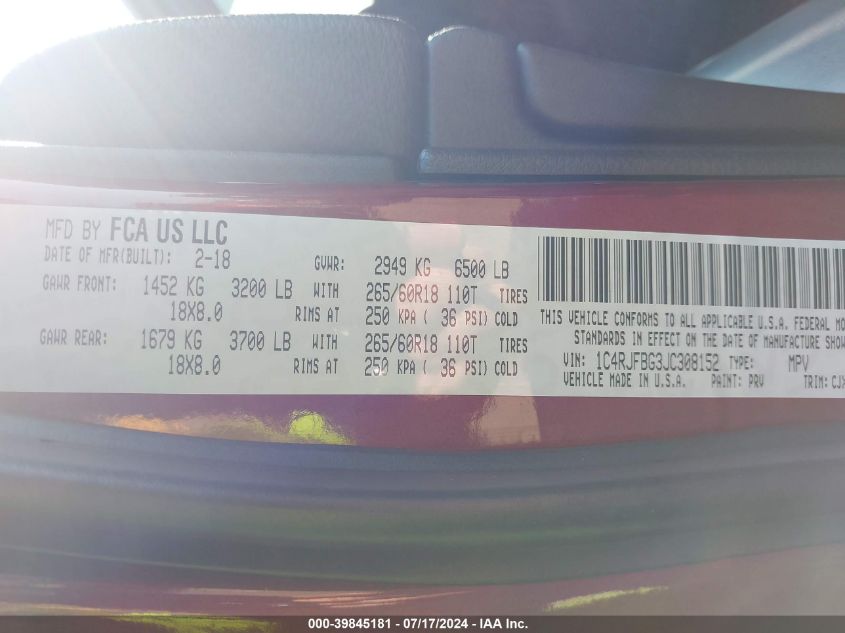 MFD BY FCA US LLC
DATE OF MFR(BUILT): 2-18 GVWR: 2949 KG 6500 LB
GAWR FRONT: 1452 KG 3200 LB WITH 265/60R18 110T TIRES
18X8.0 RIMS AT 250 KPA ( 36 PSI) COLD
GAWR REAR: 1679 KG 3700 LB WITH 265/60R18 110T TIRES
18X8.0 RIMS AT 250 KPA ( 36 PSI) COLD
THIS VEHICLE CONFORMS TO ALL APPLICABLE U.S.A. FEDERAL MO
STANDARDS IN EFFECT ON THE DATE OF MANUFACTURE SHOW
VIN: 1C4RJFBG3JC308152 TYPE: MPV
VEHICLE MADE IN U.S.A. PAINT: PRV TRIM: CJX
000-39845181 - 07/17/2024 - IAA Inc.